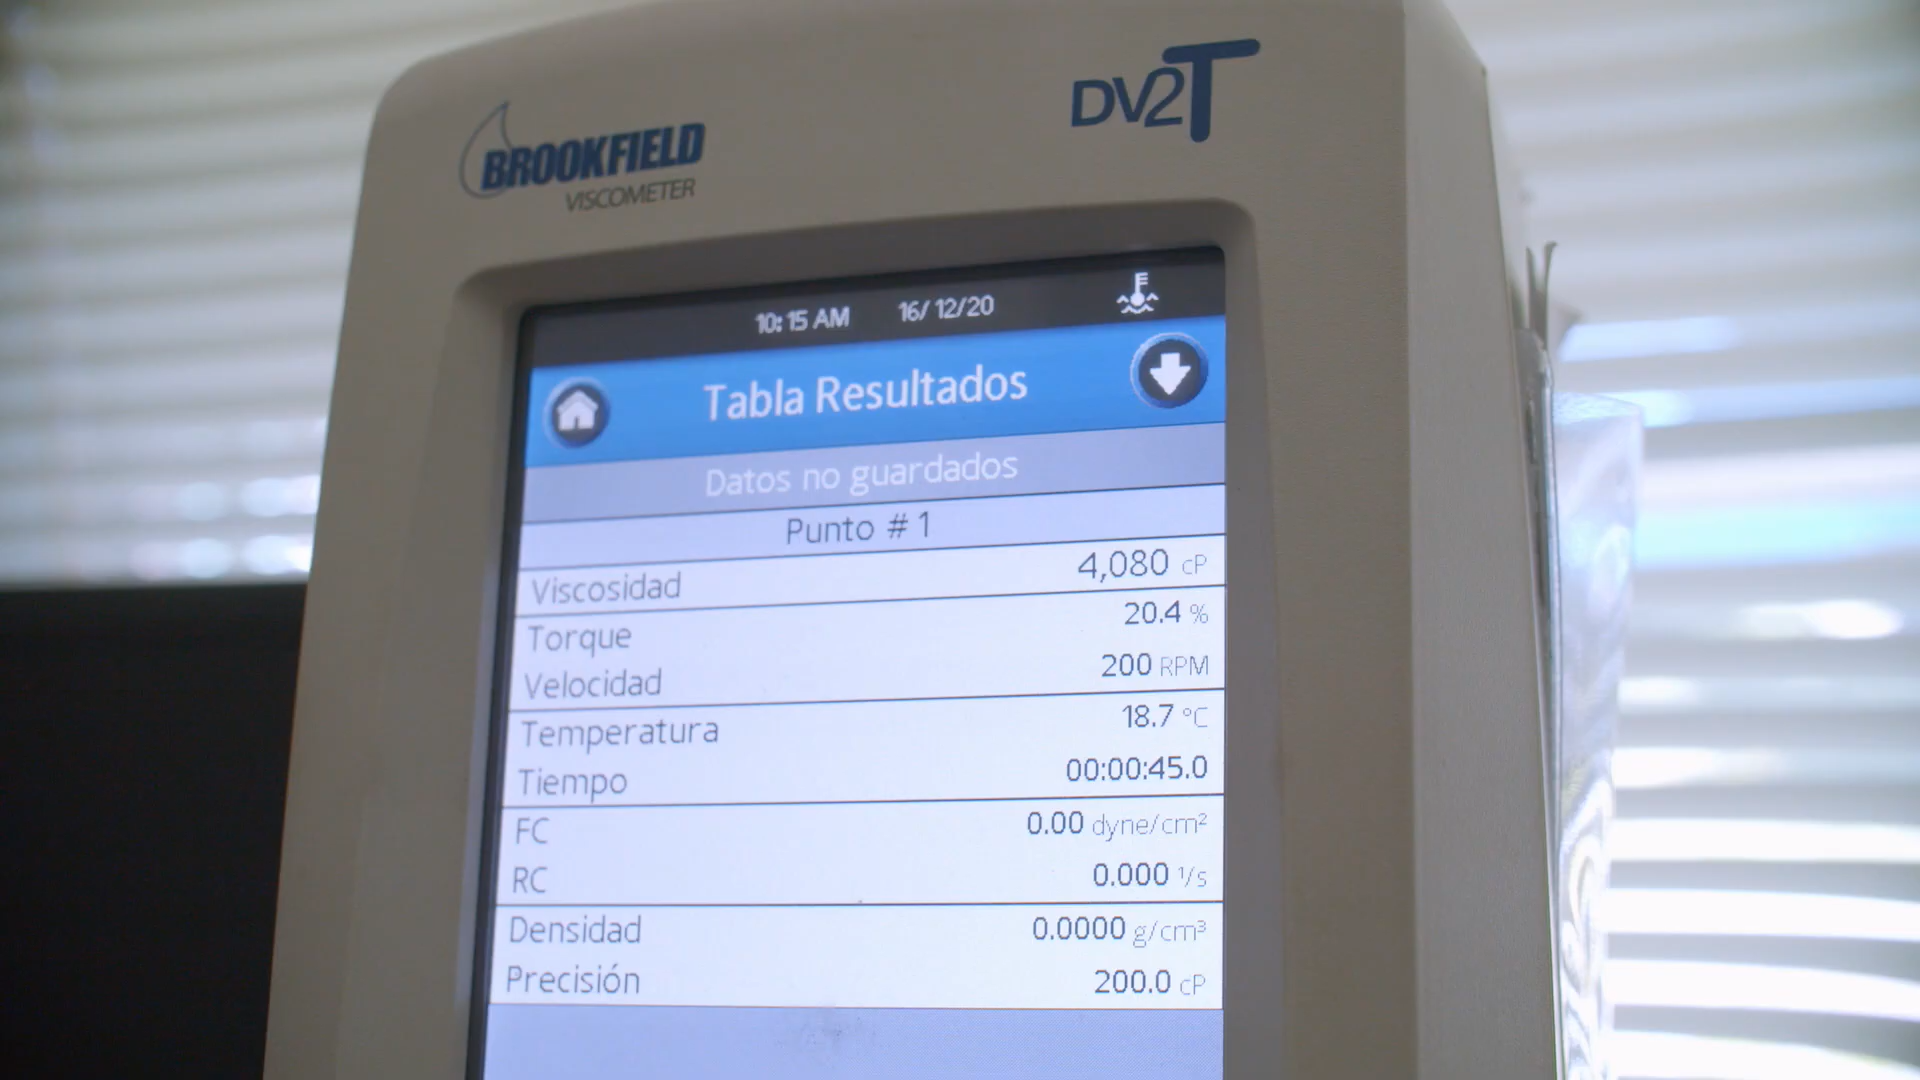 BROOKFIELD
VISCOMETER
DV2T
10:15 AM 16/12/20
Tabla Resultados
Datos no guardados
Punto # 1
Viscosidad 4,080 cP
Torque 20.4 %
Velocidad 200 RPM
Temperatura 18.7 °C
Tiempo 00:00:45.0
FC 0.00 dyne/cm²
RC 0.000 ¹/s
Densidad 0.0000 g/cm³
Precisión 200.0 cP